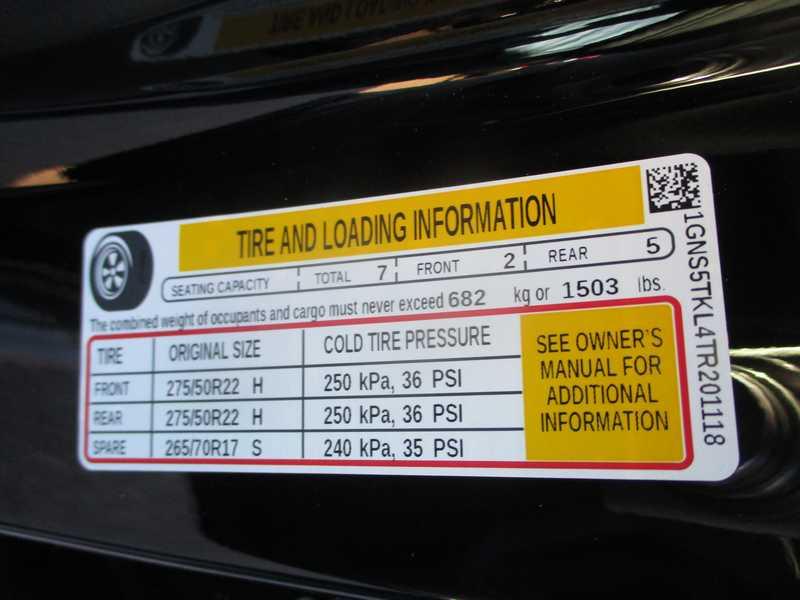 TIRE AND LOADING INFORMATION
SEATING CAPACITY TOTAL 7 FRONT 2 REAR 5
The combined weight of occupants and cargo must never exceed 682 kg or 1503 lbs.
TIRE ORIGINAL SIZE COLD TIRE PRESSURE
FRONT 275/50R22 H 250 kPa, 36 PSI
REAR 275/50R22 H 250 kPa, 36 PSI
SPARE 265/70R17 S 240 kPa, 35 PSI
SEE OWNER'S
MANUAL FOR
ADDITIONAL
INFORMATION
1GNS5TKL4TR201118